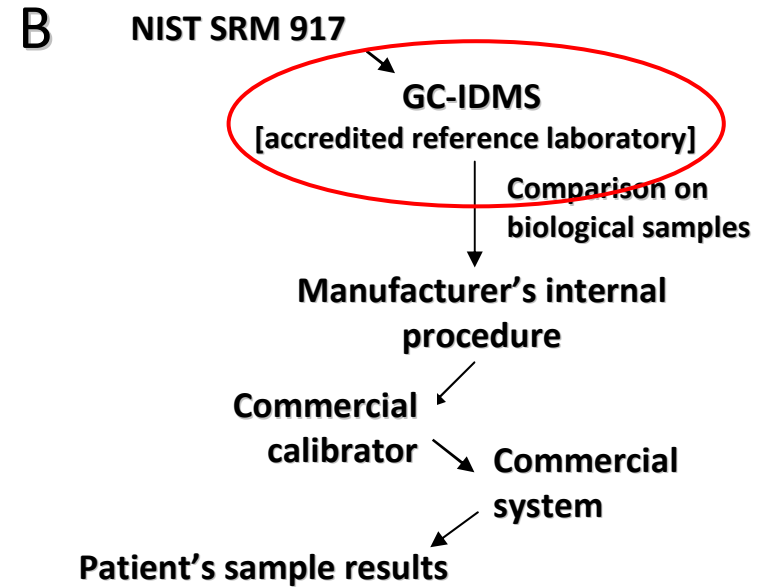 B
NIST SRM 917
GC-IDMS
[accredited reference laboratory]
Comparison on
biological samples
Manufacturer’s internal
procedure
Commercial
calibrator
Commercial
system
Patient’s sample results